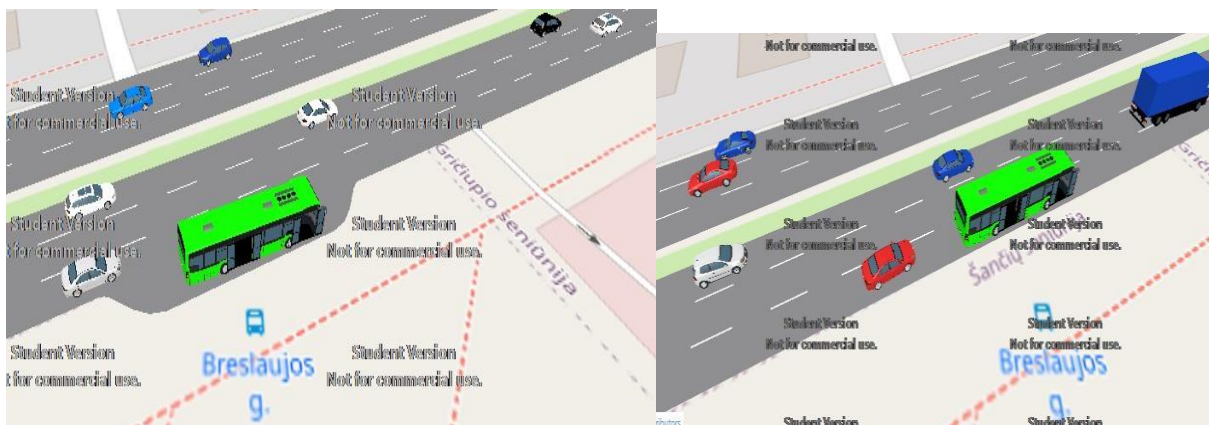 Student Version
Not for commercial use.
Student Version
Not for commercial use.
Student Version
Not for commercial use.
Student Version
Not for commercial use.
Gričiupio seniūnija
Student Version
Not for commercial use.
Student Version
Not for commercial use.
Breslaujos
g.
Not for commercial use.
Not for commercial use.
Student Version
Not for commercial use.
Student Version
Not for commercial use.
Student Version
Not for commercial use.
Student Version
Not for commercial use.
Šančių seniūnija
Student Version
Not for commercial use.
Student Version
Not for commercial use.
Breslaujos
g.
Student Version
Student Version